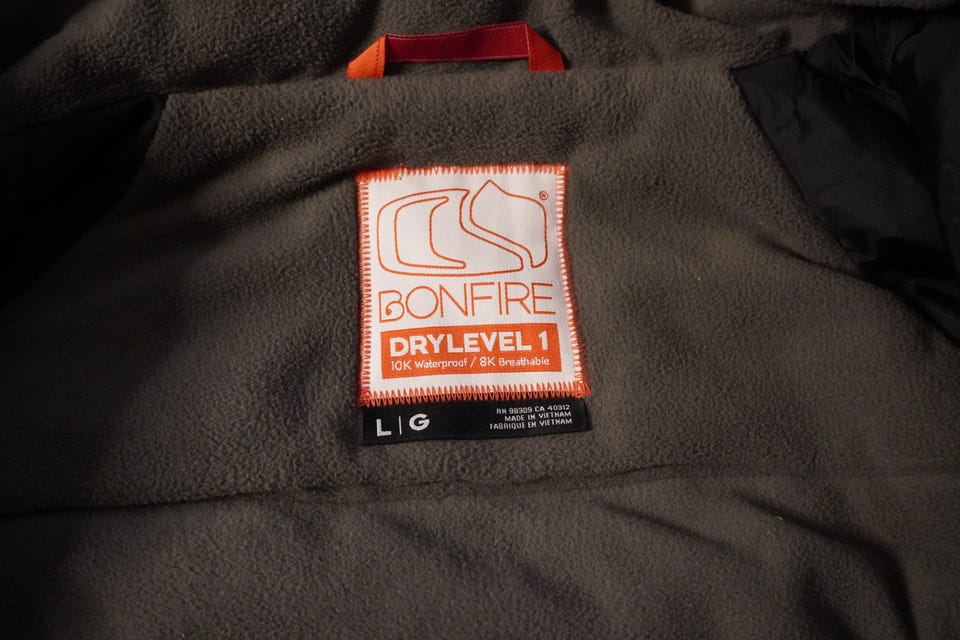 ®
BONFIRE
DRYLEVEL 1
10K Waterproof / 8K Breathable
L | G
RN 98309 CA 40312
MADE IN VIETNAM
FABRIQUE EN VIETNAM